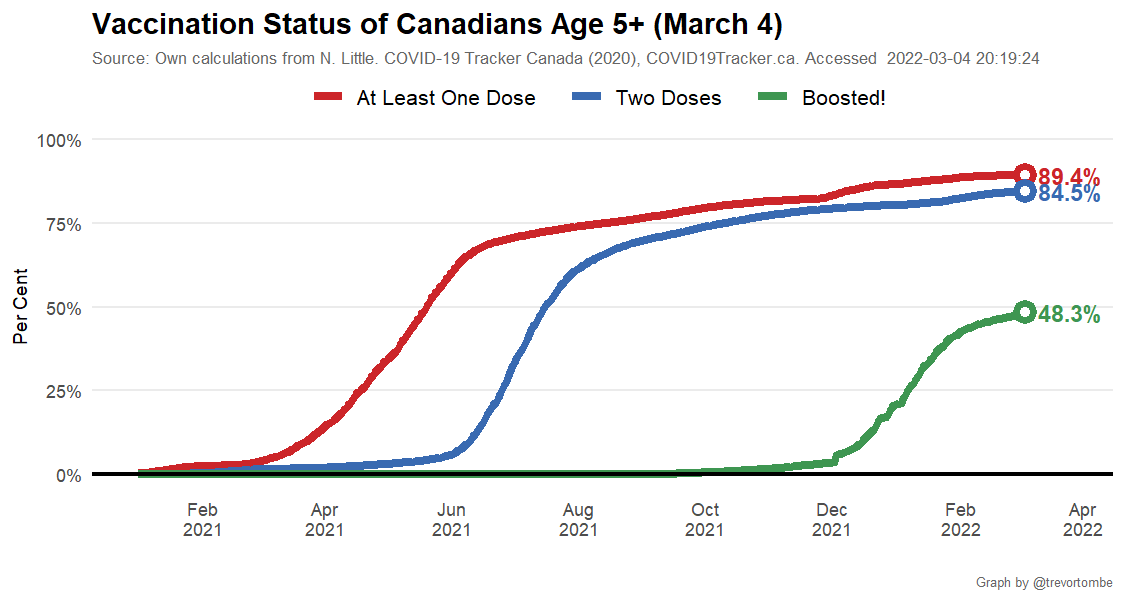 Vaccination Status of Canadians Age 5+ (March 4)
Source: Own calculations from N. Little. COVID-19 Tracker Canada (2020), COVID19Tracker.ca. Accessed  2022-03-04 20:19:24
At Least One Dose Two Doses Boosted!
100%
89.4%
84.5%
75%
Per Cent
50%
48.3%
25%
0%
Feb Apr Jun Aug Oct Dec Feb Apr
2021 2021 2021 2021 2021 2021 2022 2022
Graph by @trevortombe